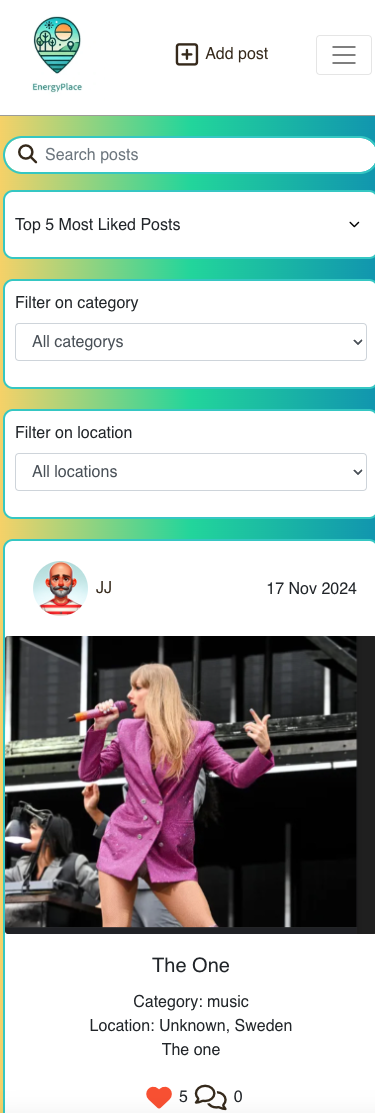 EnergyPlace
Add post
Search posts
Top 5 Most Liked Posts
Filter on category
All categorys
Filter on location
All locations
JJ
17 Nov 2024
The One
Category: music
Location: Unknown, Sweden
The one
5 0